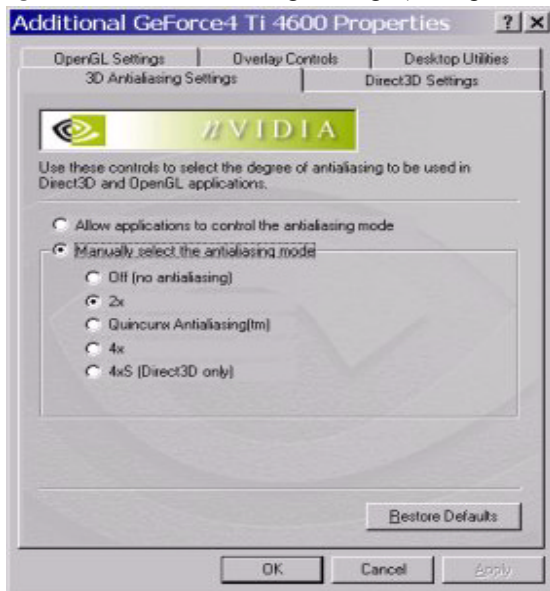 Additional GeForce4 Ti 4600 Properties
OpenGL Settings Overlay Controls Desktop Utilities
3D Antialiasing Settings Direct3D Settings
nVIDIA
Use these controls to select the degree of antialiasing to be used in
Direct3D and OpenGL applications.
Allow applications to control the antialiasing mode
Manually select the antialiasing mode
Off (no antialiasing)
2x
Quincunx Antialiasing(tm)
4x
4xS (Direct3D only)
Restore Defaults
OK Cancel Apply